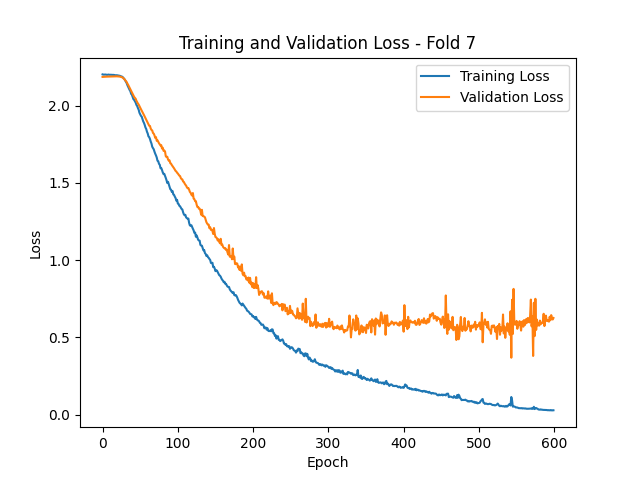 Training and Validation Loss - Fold 7
Training Loss
Validation Loss
Loss
2.0
1.5
1.0
0.5
0.0
0 100 200 300 400 500 600
Epoch